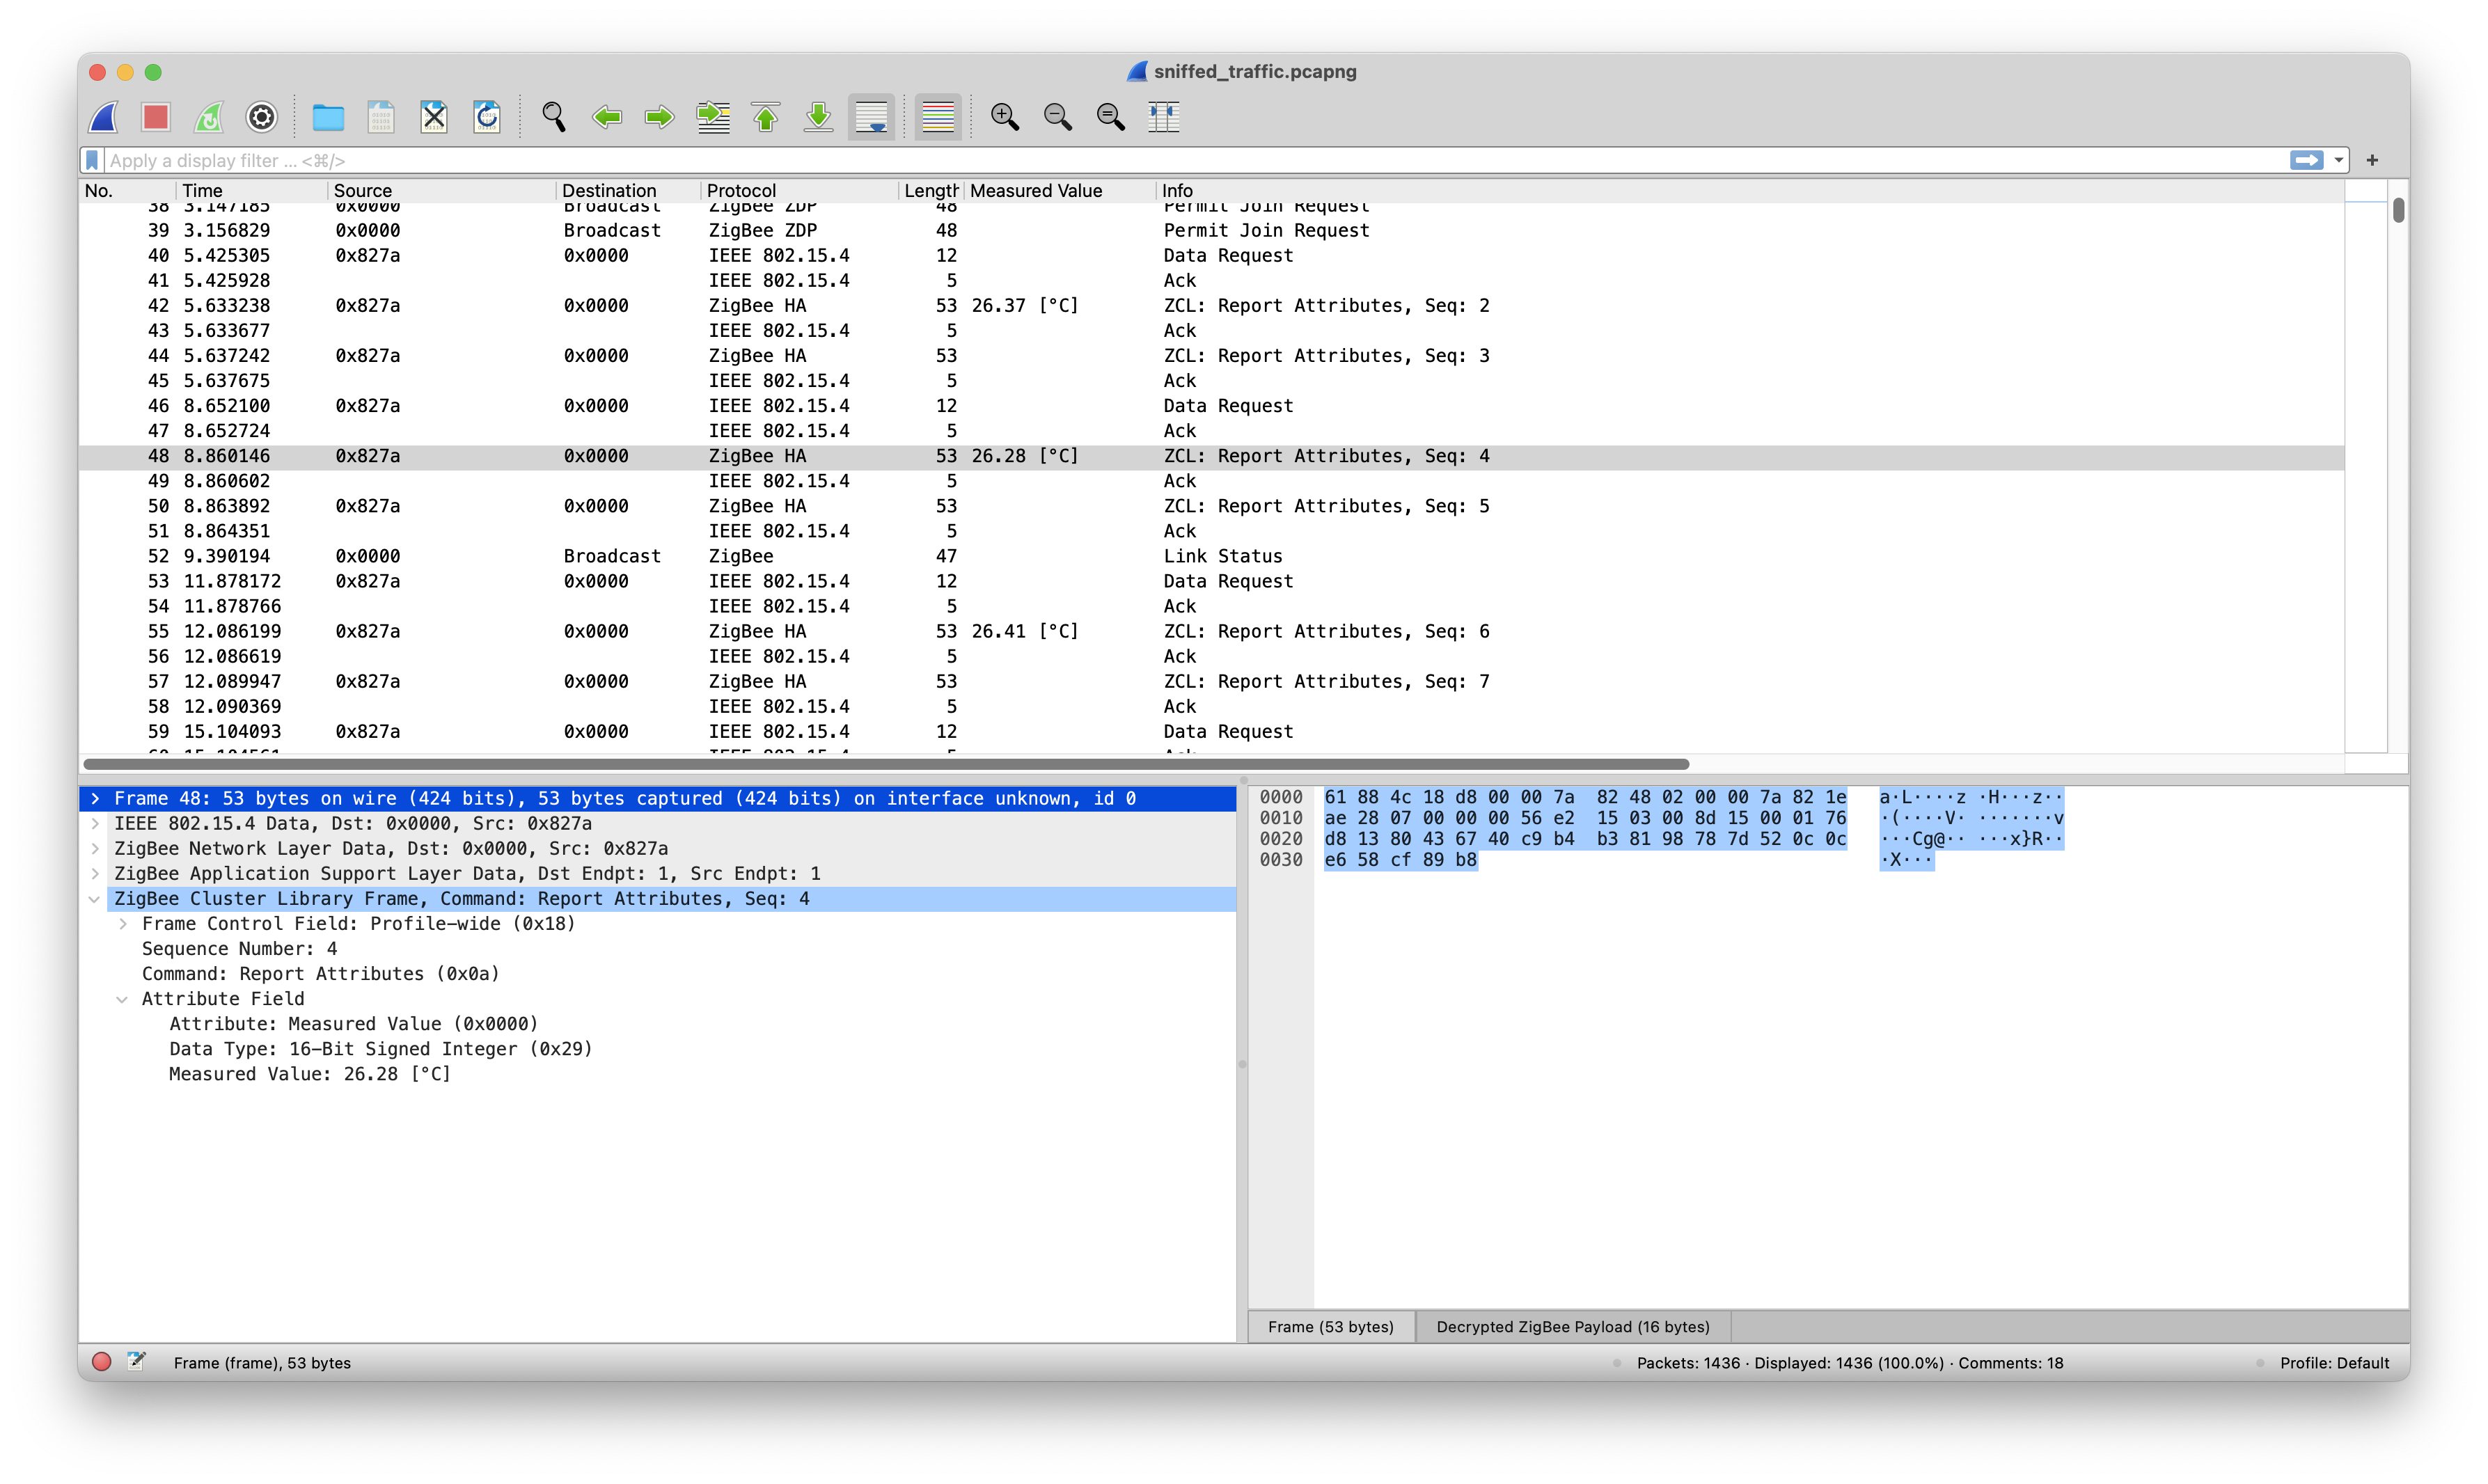 sniffed_traffic.pcapng
Apply a display filter ... <⌘/>
No. Time Source Destination Protocol Length Measured Value Info
38 3.147185 0x0000 Broadcast ZigBee ZDP 48 Permit Join Request
39 3.156829 0x0000 Broadcast ZigBee ZDP 48 Permit Join Request
40 5.425305 0x827a 0x0000 IEEE 802.15.4 12 Data Request
41 5.425928 IEEE 802.15.4 5 Ack
42 5.633238 0x827a 0x0000 ZigBee HA 53 26.37 [°C] ZCL: Report Attributes, Seq: 2
43 5.633677 IEEE 802.15.4 5 Ack
44 5.637242 0x827a 0x0000 ZigBee HA 53 ZCL: Report Attributes, Seq: 3
45 5.637675 IEEE 802.15.4 5 Ack
46 8.652100 0x827a 0x0000 IEEE 802.15.4 12 Data Request
47 8.652724 IEEE 802.15.4 5 Ack
48 8.860146 0x827a 0x0000 ZigBee HA 53 26.28 [°C] ZCL: Report Attributes, Seq: 4
49 8.860602 IEEE 802.15.4 5 Ack
50 8.863892 0x827a 0x0000 ZigBee HA 53 ZCL: Report Attributes, Seq: 5
51 8.864351 IEEE 802.15.4 5 Ack
52 9.390194 0x0000 Broadcast ZigBee 47 Link Status
53 11.878172 0x827a 0x0000 IEEE 802.15.4 12 Data Request
54 11.878766 IEEE 802.15.4 5 Ack
55 12.086199 0x827a 0x0000 ZigBee HA 53 26.41 [°C] ZCL: Report Attributes, Seq: 6
56 12.086619 IEEE 802.15.4 5 Ack
57 12.089947 0x827a 0x0000 ZigBee HA 53 ZCL: Report Attributes, Seq: 7
58 12.090369 IEEE 802.15.4 5 Ack
59 15.104093 0x827a 0x0000 IEEE 802.15.4 12 Data Request
Frame 48: 53 bytes on wire (424 bits), 53 bytes captured (424 bits) on interface unknown, id 0
IEEE 802.15.4 Data, Dst: 0x0000, Src: 0x827a
ZigBee Network Layer Data, Dst: 0x0000, Src: 0x827a
ZigBee Application Support Layer Data, Dst Endpt: 1, Src Endpt: 1
ZigBee Cluster Library Frame, Command: Report Attributes, Seq: 4
Frame Control Field: Profile-wide (0x18)
Sequence Number: 4
Command: Report Attributes (0x0a)
Attribute Field
Attribute: Measured Value (0x0000)
Data Type: 16-Bit Signed Integer (0x29)
Measured Value: 26.28 [°C]
0000 61 88 4c 18 d8 00 00 7a 82 48 02 00 00 7a 82 1e a·L····z ·H···z··
0010 ae 28 07 00 00 00 56 e2 15 03 00 8d 15 00 01 76 ·(····V· ·······v
0020 d8 13 80 43 67 40 c9 b4 b3 81 98 78 7d 52 0c 0c ···Cg@·· ···x}R··
0030 e6 58 cf 89 b8 ·X···
Frame (53 bytes) Decrypted ZigBee Payload (16 bytes)
Frame (frame), 53 bytes Packets: 1436 · Displayed: 1436 (100.0%) · Comments: 18 Profile: Default